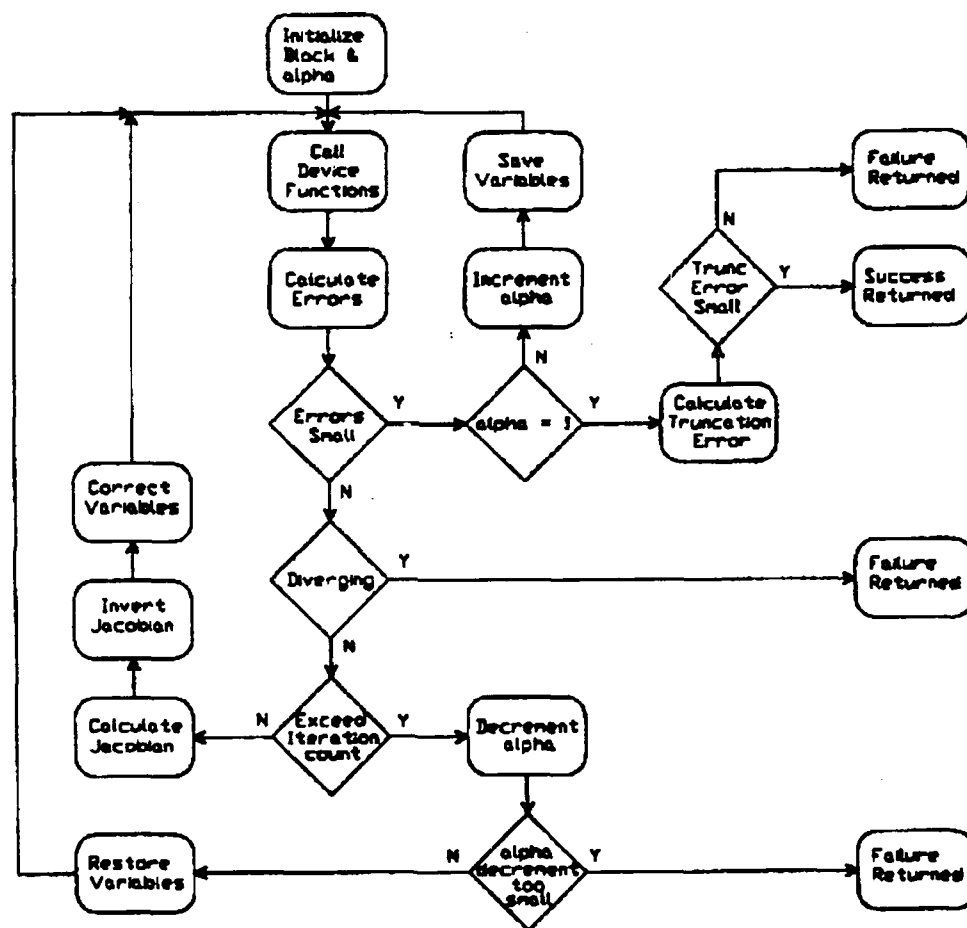 Initialize
Block &
alpha
Call
Device
Functions
Save
Variables
Failure
Returned
N
Calculate
Errors
Increment
alpha
Trunc
Error
Small
Y
Success
Returned
N
Errors
Small
Y
alpha = 1
Y
Calculate
Truncation
Error
Correct
Variables
N
Diverging
Y
Failure
Returned
Invert
Jacobian
N
Calculate
Jacobian
N
Exceed
Iteration
count
Y
Decrement
alpha
Restore
Variables
N
alpha
decrement
too
small
Y
Failure
Returned